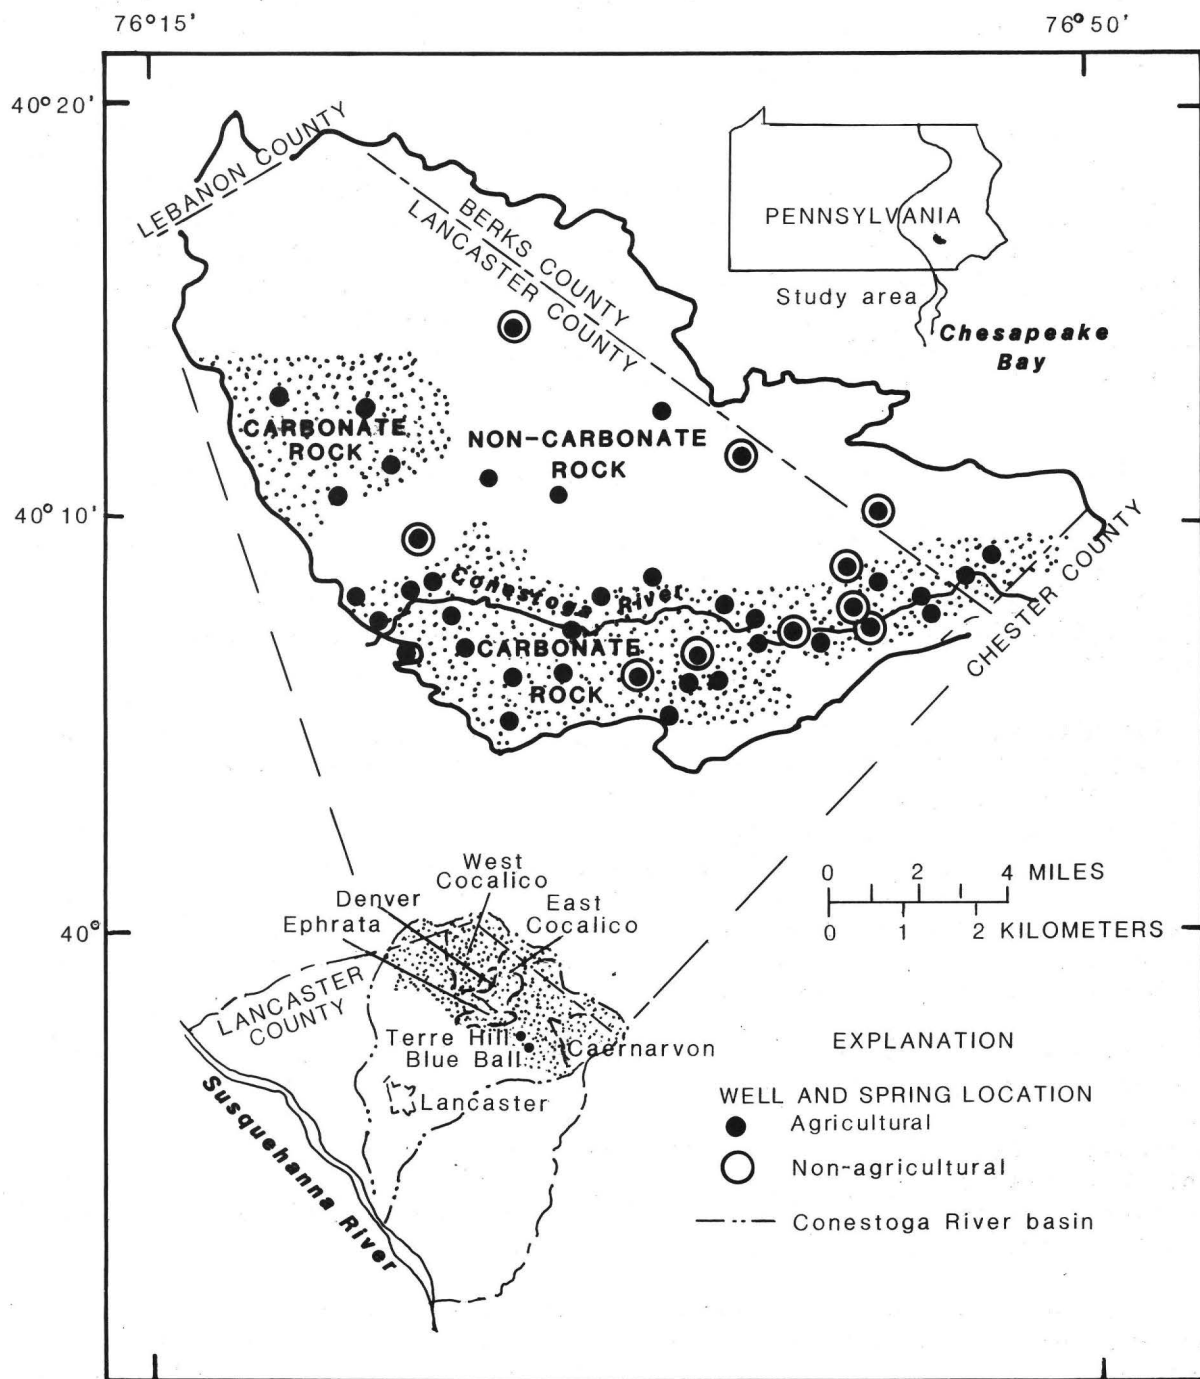 76°15'
76°50'
40°20'
LEBANON COUNTY
BERKS COUNTY
LANCASTER COUNTY
PENNSYLVANIA
Study area
Chesapeake
Bay
CARBONATE
ROCK
NON-CARBONATE
ROCK
40°10'
Conestoga River
CARBONATE
ROCK
CHESTER COUNTY
West
Cocalico
Denver
East
Cocalico
Ephrata
0 2 4 MILES
0 1 2 KILOMETERS
40°
LANCASTER
COUNTY
Terre Hill
Blue Ball
Caernarvon
Lancaster
Susquehanna River
EXPLANATION
WELL AND SPRING LOCATION
Agricultural
Non-agricultural
Conestoga River basin